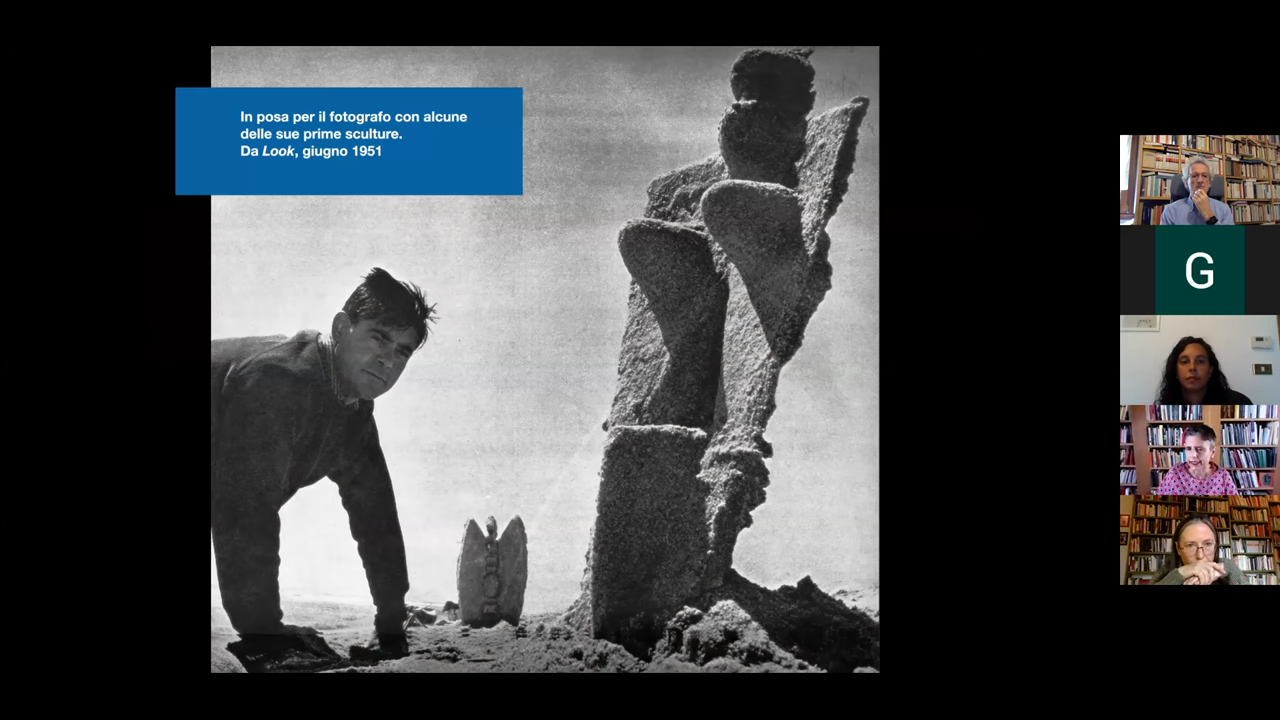 In posa per il fotografo con alcune
delle sue prime sculture.
Da Look, giugno 1951
G